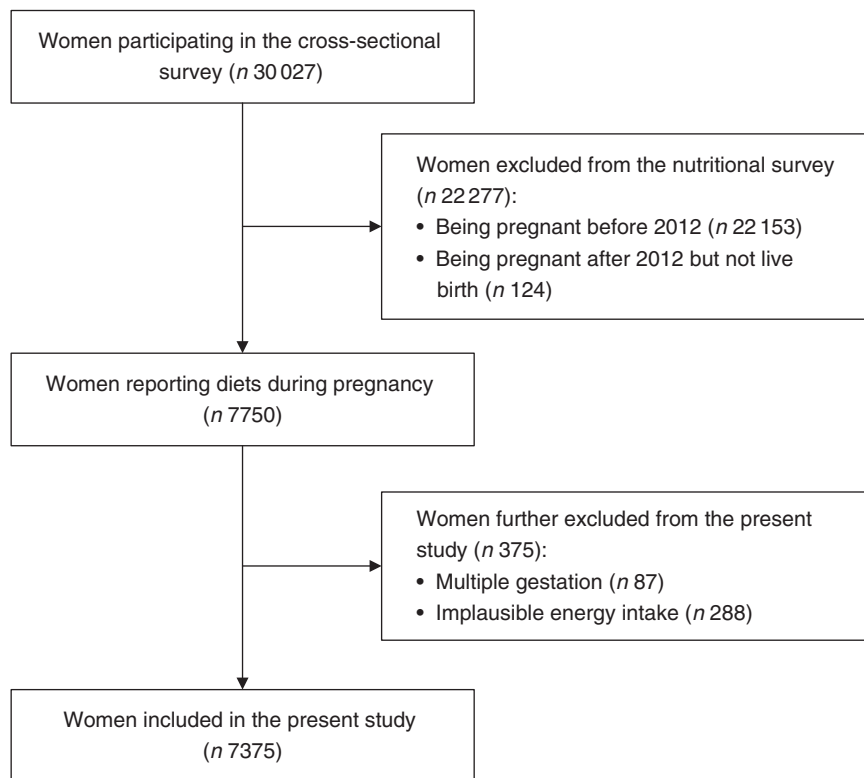 Women participating in the cross-sectional
survey (n 30 027)
Women excluded from the nutritional survey
(n 22 277):
• Being pregnant before 2012 (n 22 153)
• Being pregnant after 2012 but not live
birth (n 124)
Women reporting diets during pregnancy
(n 7750)
Women further excluded from the present
study (n 375):
• Multiple gestation (n 87)
• Implausible energy intake (n 288)
Women included in the present study
(n 7375)